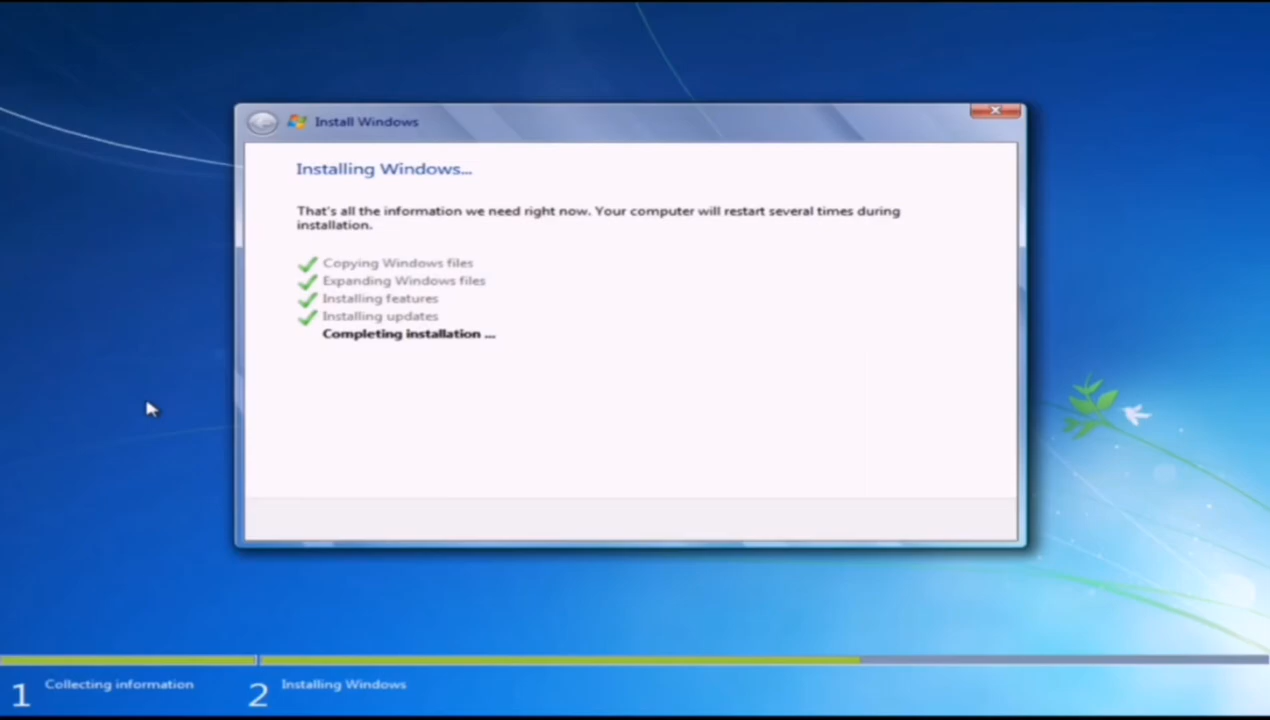 Install Windows
Installing Windows...
That's all the information we need right now. Your computer will restart several times during
installation.
Copying Windows files
Expanding Windows files
Installing features
Installing updates
Completing installation ...
1 Collecting information
2 Installing Windows